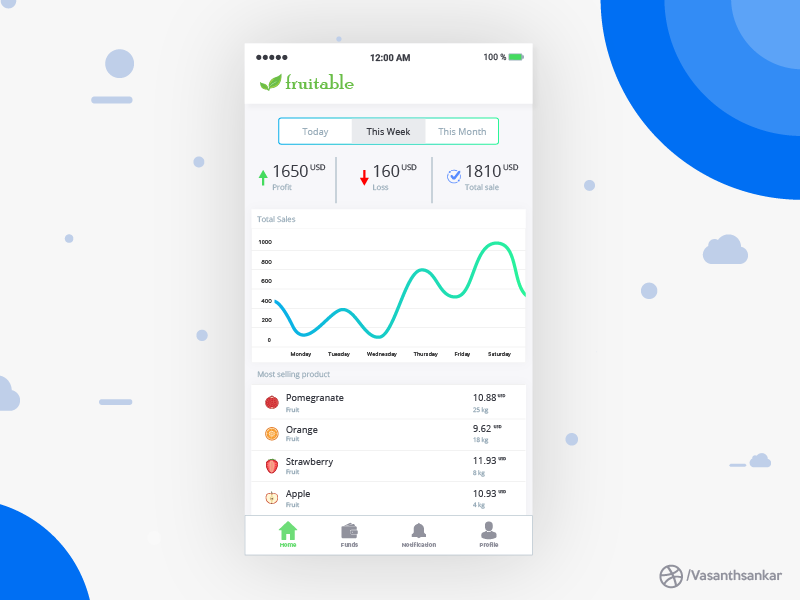 12:00 AM
100 %
fruitable
Today This Week This Month
1650 USD 160 USD 1810 USD
Profit Loss Total sale
Total Sales
1000
800
600
400
200
0
Monday Tuesday Wednesday Thursday Friday Saturday
Most selling product
Pomegranate 10.88 USD
Fruit 25 kg
Orange 9.62 USD
Fruit 18 kg
Strawberry 11.93 USD
Fruit 8 kg
Apple 10.93 USD
Fruit 4 kg
Home Funds Notification Profile
/Vasanthsankar